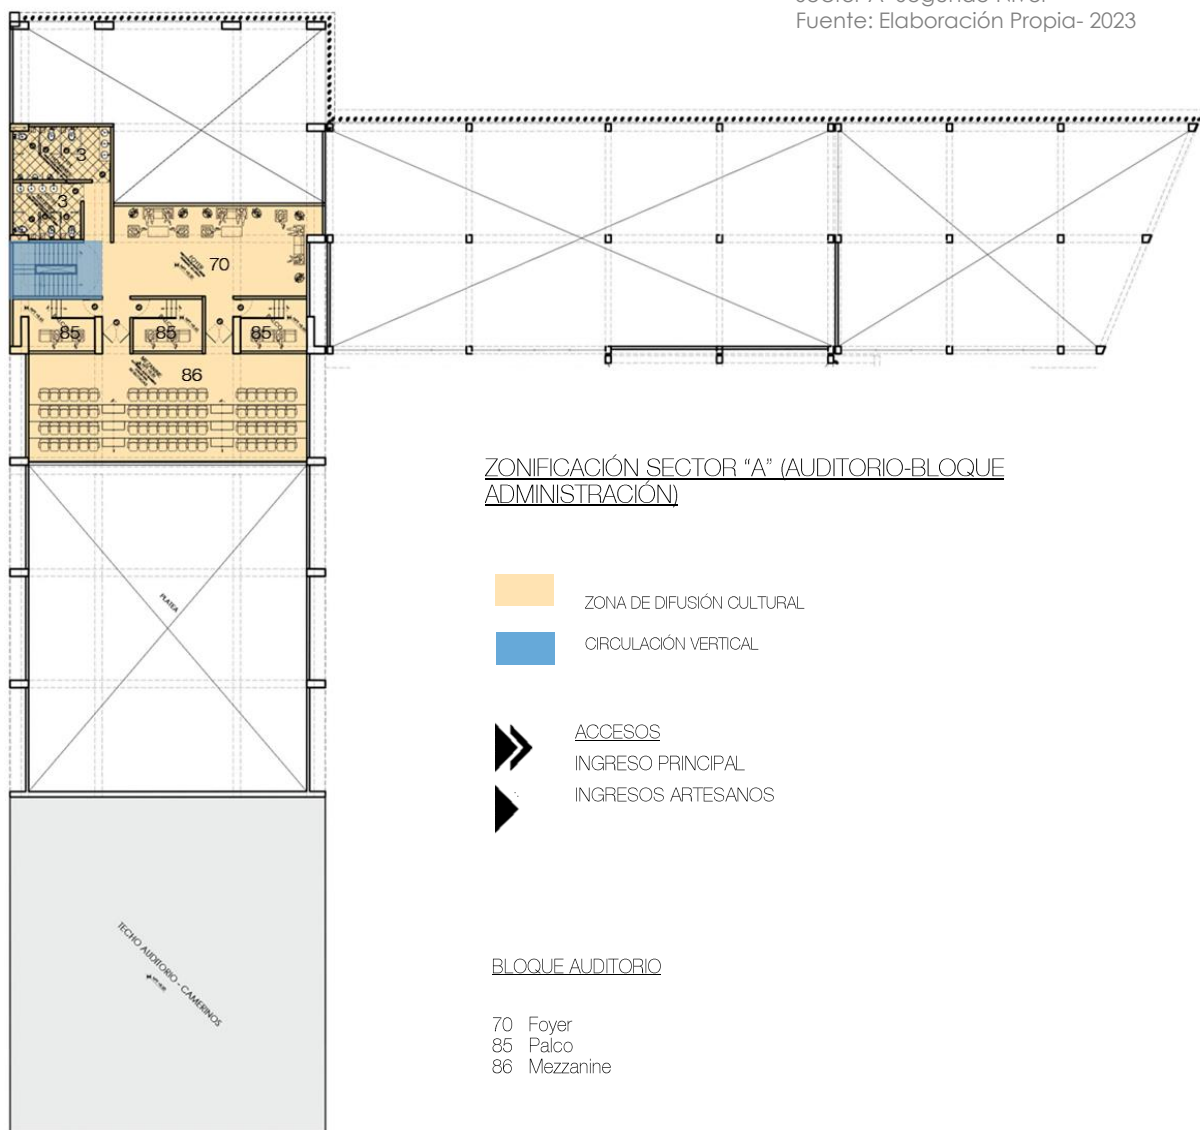 Fuente: Elaboración Propia- 2023
3
3
70
85
85
85
86
ZONIFICACIÓN SECTOR “A” (AUDITORIO-BLOQUE
ADMINISTRACIÓN)
ZONA DE DIFUSIÓN CULTURAL
CIRCULACIÓN VERTICAL
PLATEA
ACCESOS
INGRESO PRINCIPAL
INGRESOS ARTESANOS
TECHO AUDITORIO - CAMERINOS
BLOQUE AUDITORIO
70 Foyer
85 Palco
86 Mezzanine